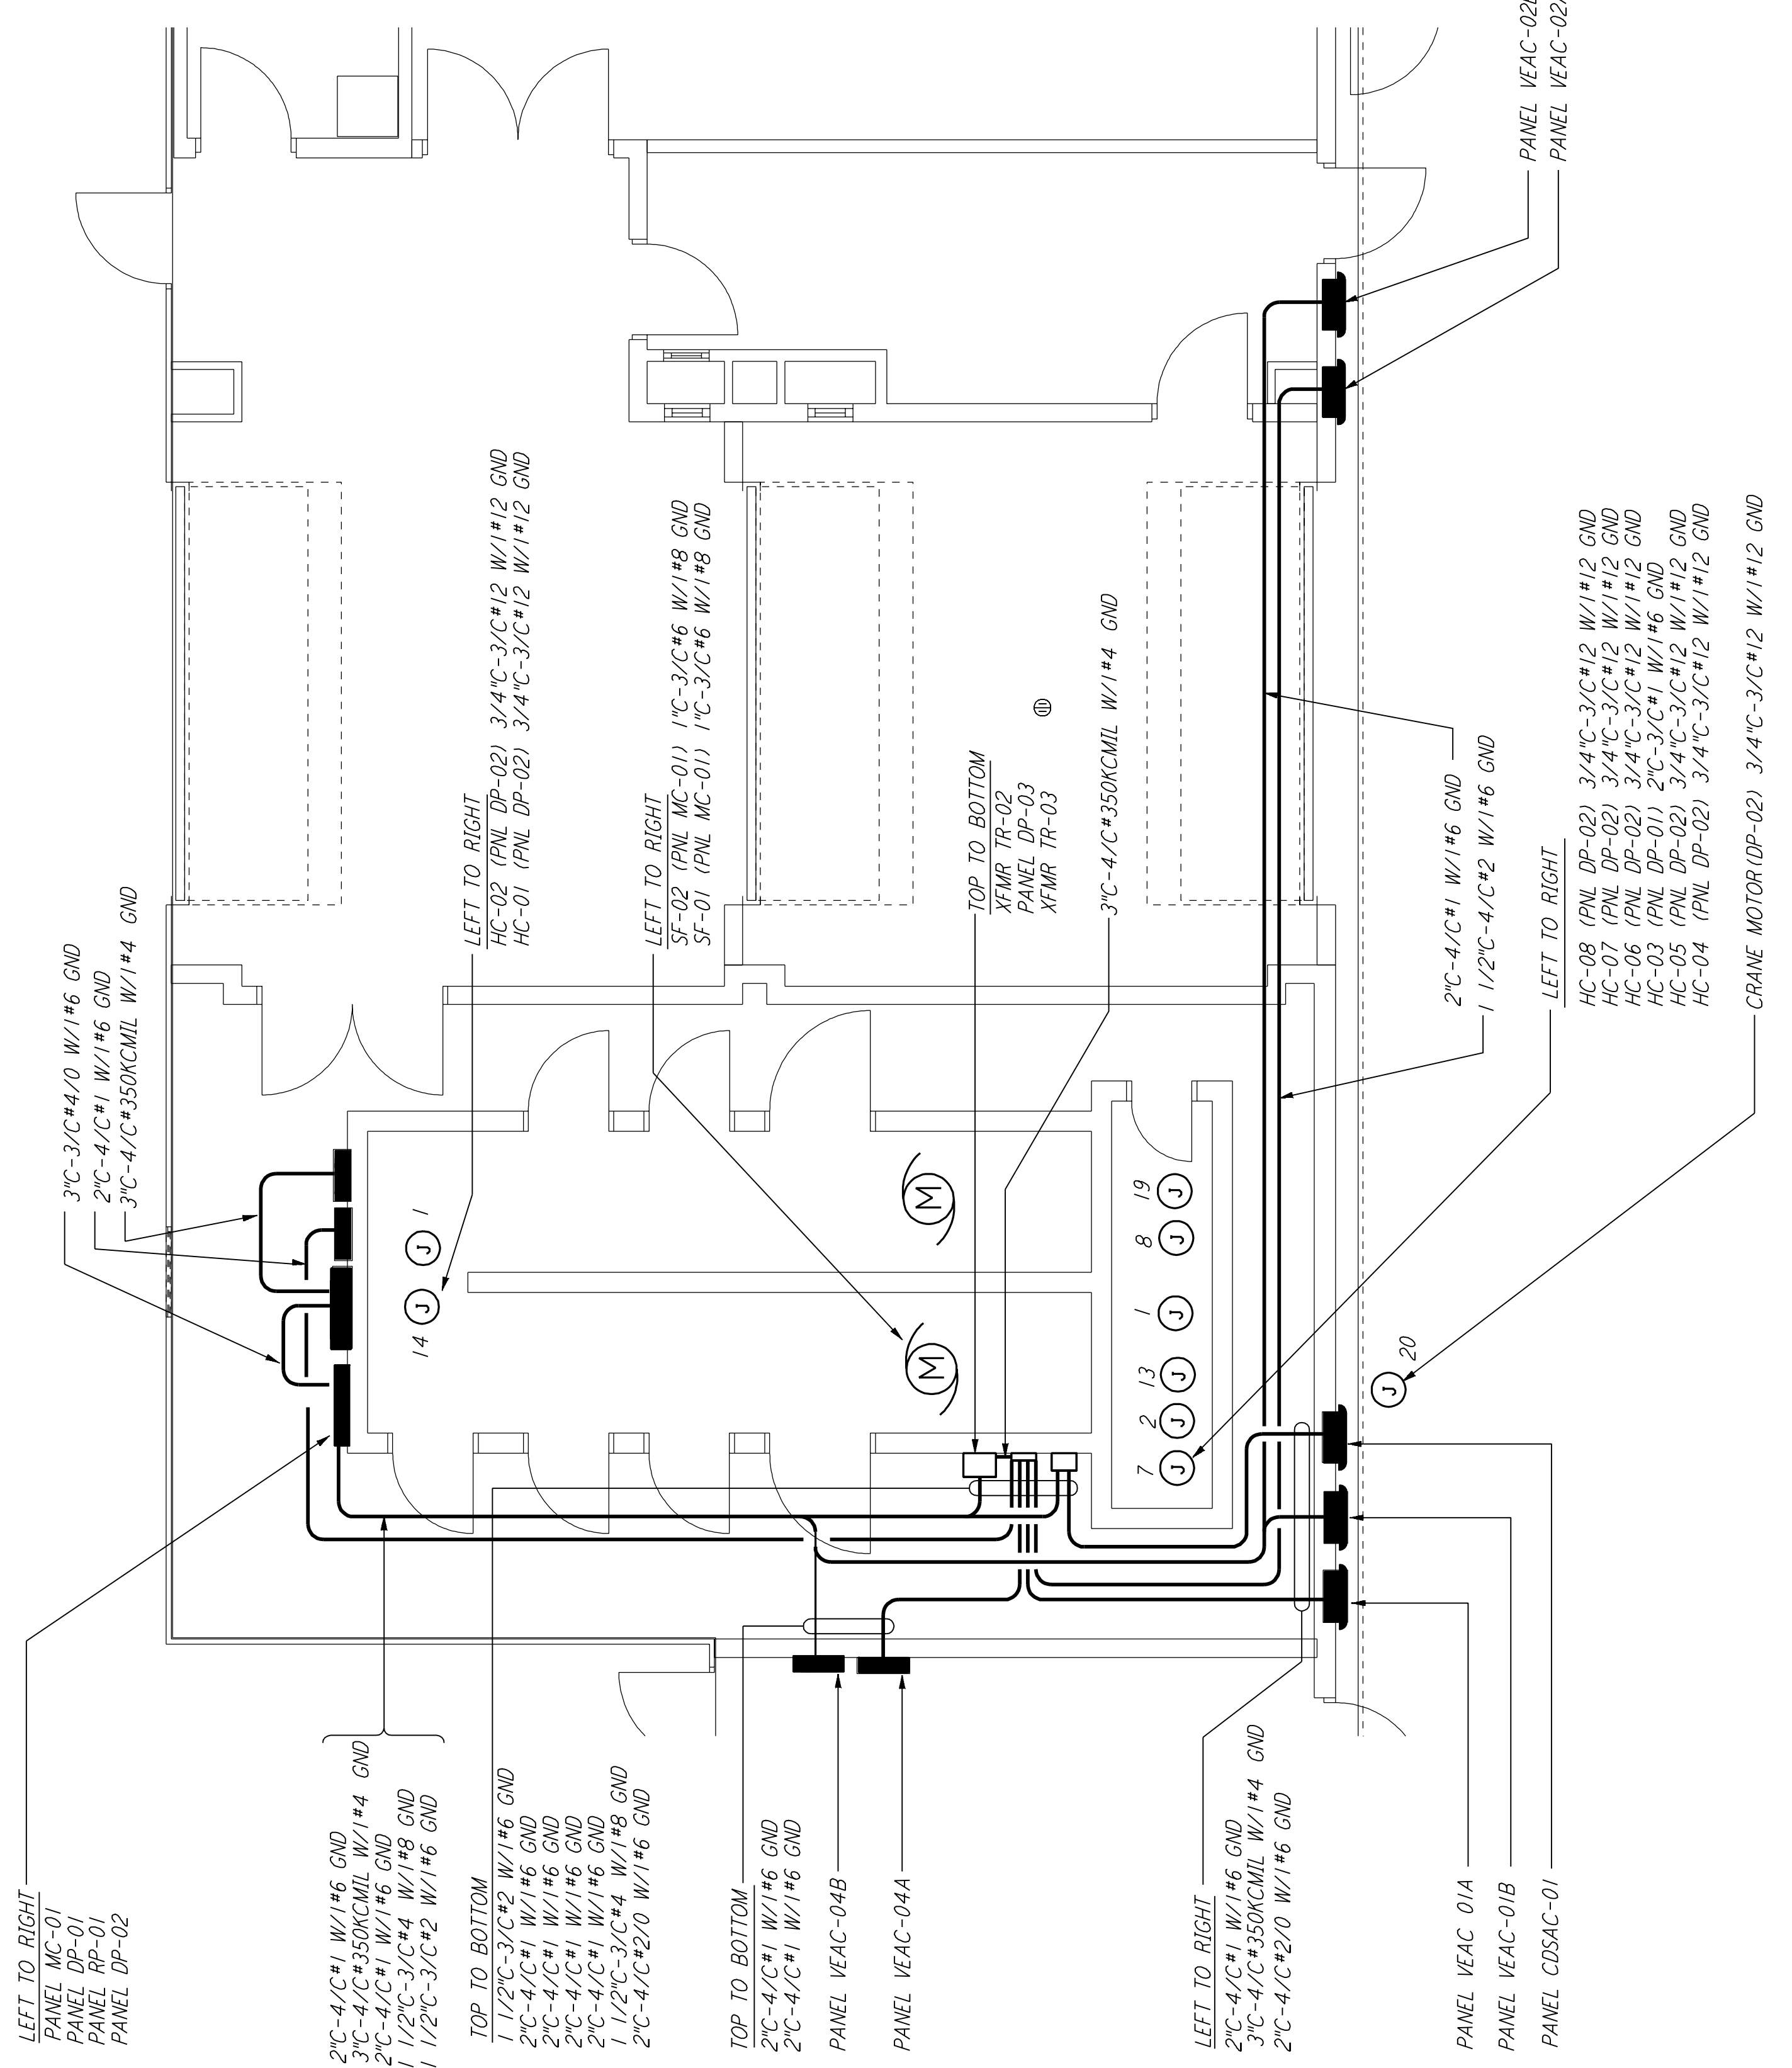 3"C-3/C#4/0 W/1#6 GND
2"C-4/C#1 W/1#6 GND
3"C-4/C#350KCMIL W/1#4 GND
LEFT TO RIGHT
HC-02 (PNL DP-02) 3/4"C-3/C#12 W/1#12 GND
HC-01 (PNL DP-02) 3/4"C-3/C#12 W/1#12 GND
LEFT TO RIGHT
SF-02 (PNL MC-01) 1"C-3/C#6 W/1#8 GND
SF-01 (PNL MC-01) 1"C-3/C#6 W/1#8 GND
TOP TO BOTTOM
XFMR TR-02
PANEL DP-03
XFMR TR-03
3"C-4/C#350KCMIL W/1#4 GND
2"C-4/C#1 W/1#6 GND
1 1/2"C-4/C#2 W/1#6 GND
LEFT TO RIGHT
HC-08 (PNL DP-02) 3/4"C-3/C#12 W/1#12 GND
HC-07 (PNL DP-02) 3/4"C-3/C#12 W/1#12 GND
HC-06 (PNL DP-02) 3/4"C-3/C#12 W/1#12 GND
HC-03 (PNL DP-01) 2"C-3/C#1 W/1#6 GND
HC-05 (PNL DP-02) 3/4"C-3/C#12 W/1#12 GND
HC-04 (PNL DP-02) 3/4"C-3/C#12 W/1#12 GND
CRANE MOTOR(DP-02) 3/4"C-3/C#12 W/1#12 GND
PANEL VEAC-02B
PANEL VEAC-02A
J 14
J 1
M
M
J 7
J 2
J 13
J 1
J 8
J 19
J 20
LEFT TO RIGHT
PANEL MC-01
PANEL DP-01
PANEL RP-01
PANEL DP-02
2"C-4/C#1 W/1#6 GND
3"C-4/C#350KCMIL W/1#4 GND
2"C-4/C#1 W/1#6 GND
1 1/2"C-3/C#4 W/1#8 GND
1 1/2"C-3/C#2 W/1#6 GND
TOP TO BOTTOM
1 1/2"C-3/C#2 W/1#6 GND
2"C-4/C#1 W/1#6 GND
2"C-4/C#1 W/1#6 GND
2"C-4/C#1 W/1#6 GND
2"C-4/C#1 W/1#6 GND
1 1/2"C-3/C#4 W/1#8 GND
2"C-4/C#2/0 W/1#6 GND
TOP TO BOTTOM
2"C-4/C#1 W/1#6 GND
2"C-4/C#1 W/1#6 GND
PANEL VEAC-04B
PANEL VEAC-04A
LEFT TO RIGHT
2"C-4/C#1 W/1#6 GND
3"C-4/C#350KCMIL W/1#4 GND
2"C-4/C#2/0 W/1#6 GND
PANEL VEAC 01A
PANEL VEAC-01B
PANEL CDSAC-01